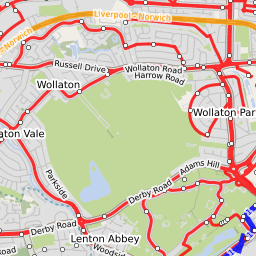 Liverpool - Norwich
- Norwich
Russell Drive
Wollaton Road
Harrow Road
Wollaton
Wollaton Par
aton Vale
Adams Hill
Parkside
Derby Road
Derby Road
Lenton Abbey
Woodsid